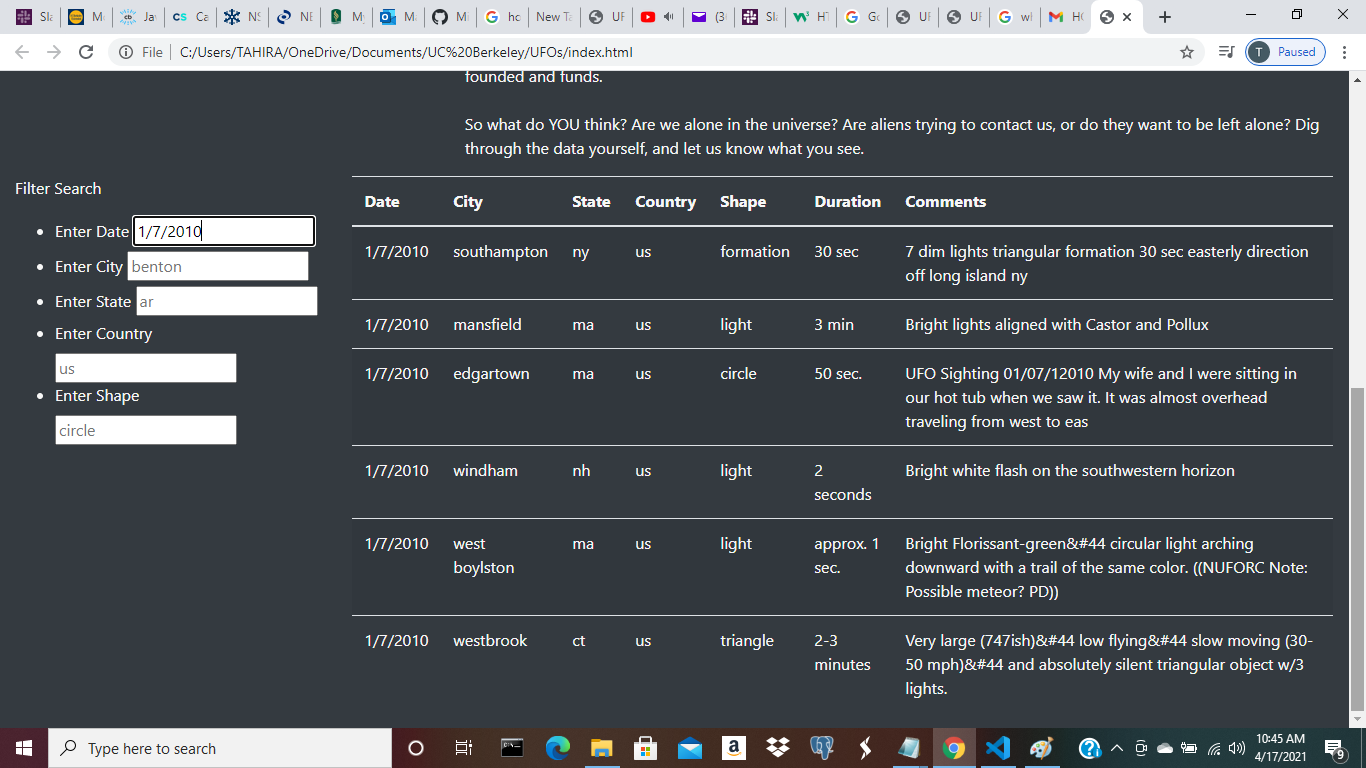 Sla
Me
Ja
Ca
NS
NE
My
Ma
Mi
ho
New Ta
UF
(3
Sla
HT
Go
UF
UF
wl
HC
File
C:/Users/TAHIRA/OneDrive/Documents/UC%20Berkeley/UFOs/index.html
T Paused
founded and funds.
So what do YOU think? Are we alone in the universe? Are aliens trying to contact us, or do they want to be left alone? Dig
through the data yourself, and let us know what you see.
Filter Search
Enter Date 1/7/2010
Enter City benton
Enter State ar
Enter Country
us
Enter Shape
circle
Date City State Country Shape Duration Comments
1/7/2010 southampton ny us formation 30 sec 7 dim lights triangular formation 30 sec easterly direction
off long island ny
1/7/2010 mansfield ma us light 3 min Bright lights aligned with Castor and Pollux
1/7/2010 edgartown ma us circle 50 sec. UFO Sighting 01/07/12010 My wife and I were sitting in
our hot tub when we saw it. It was almost overhead
traveling from west to eas
1/7/2010 windham nh us light 2 Bright white flash on the southwestern horizon
seconds
1/7/2010 west ma us light approx. 1 Bright Florissant-green&#44 circular light arching
boylston sec. downward with a trail of the same color. ((NUFORC Note:
Possible meteor? PD))
1/7/2010 westbrook ct us triangle 2-3 Very large (747ish)&#44 low flying&#44 slow moving (30-
minutes 50 mph)&#44 and absolutely silent triangular object w/3
lights.
Type here to search
10:45 AM
4/17/2021
9